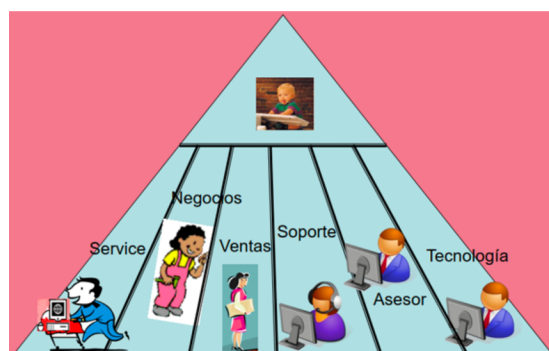 Negocios
Service
Ventas
Soporte
Asesor
Tecnología